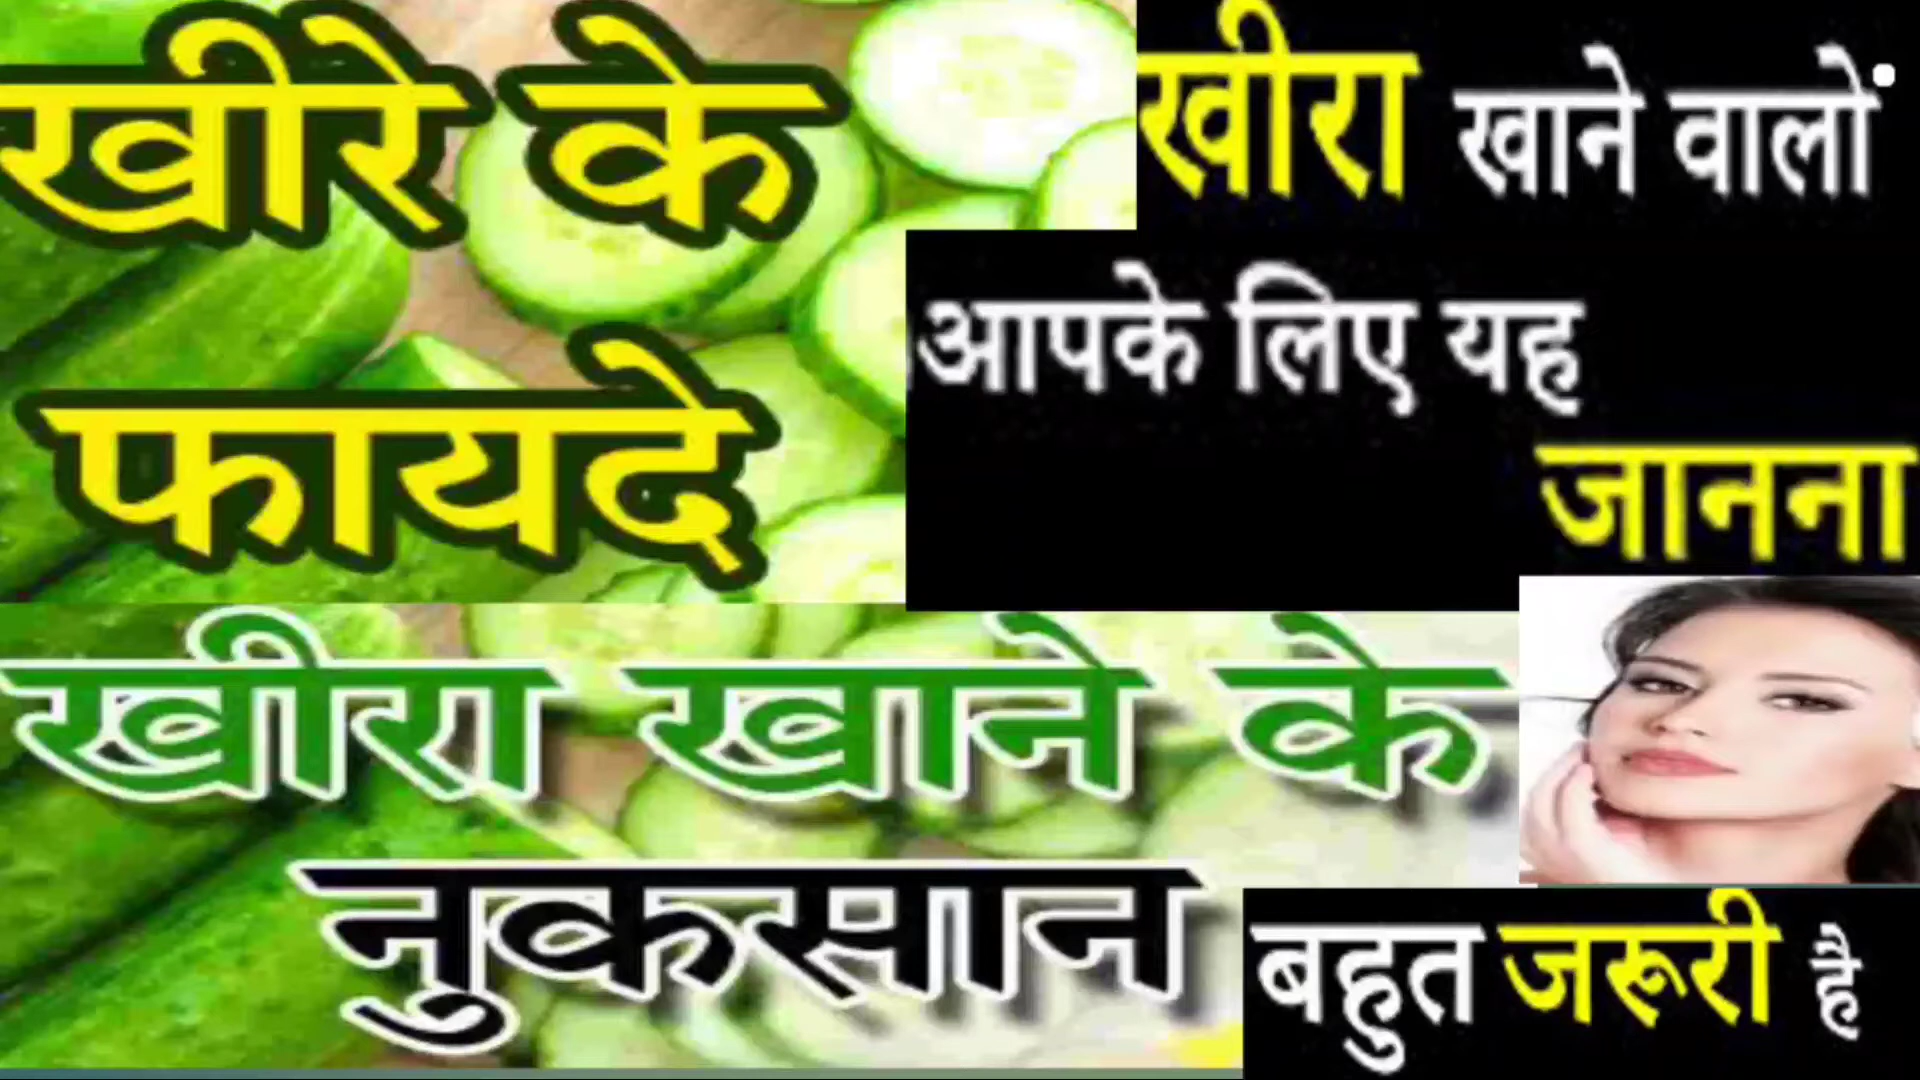 खीरे के
फायदे
खीरा खाने वालों
आपके लिए यह
जानना
खीरा खाने के
नुकसान
बहुत जरूरी है